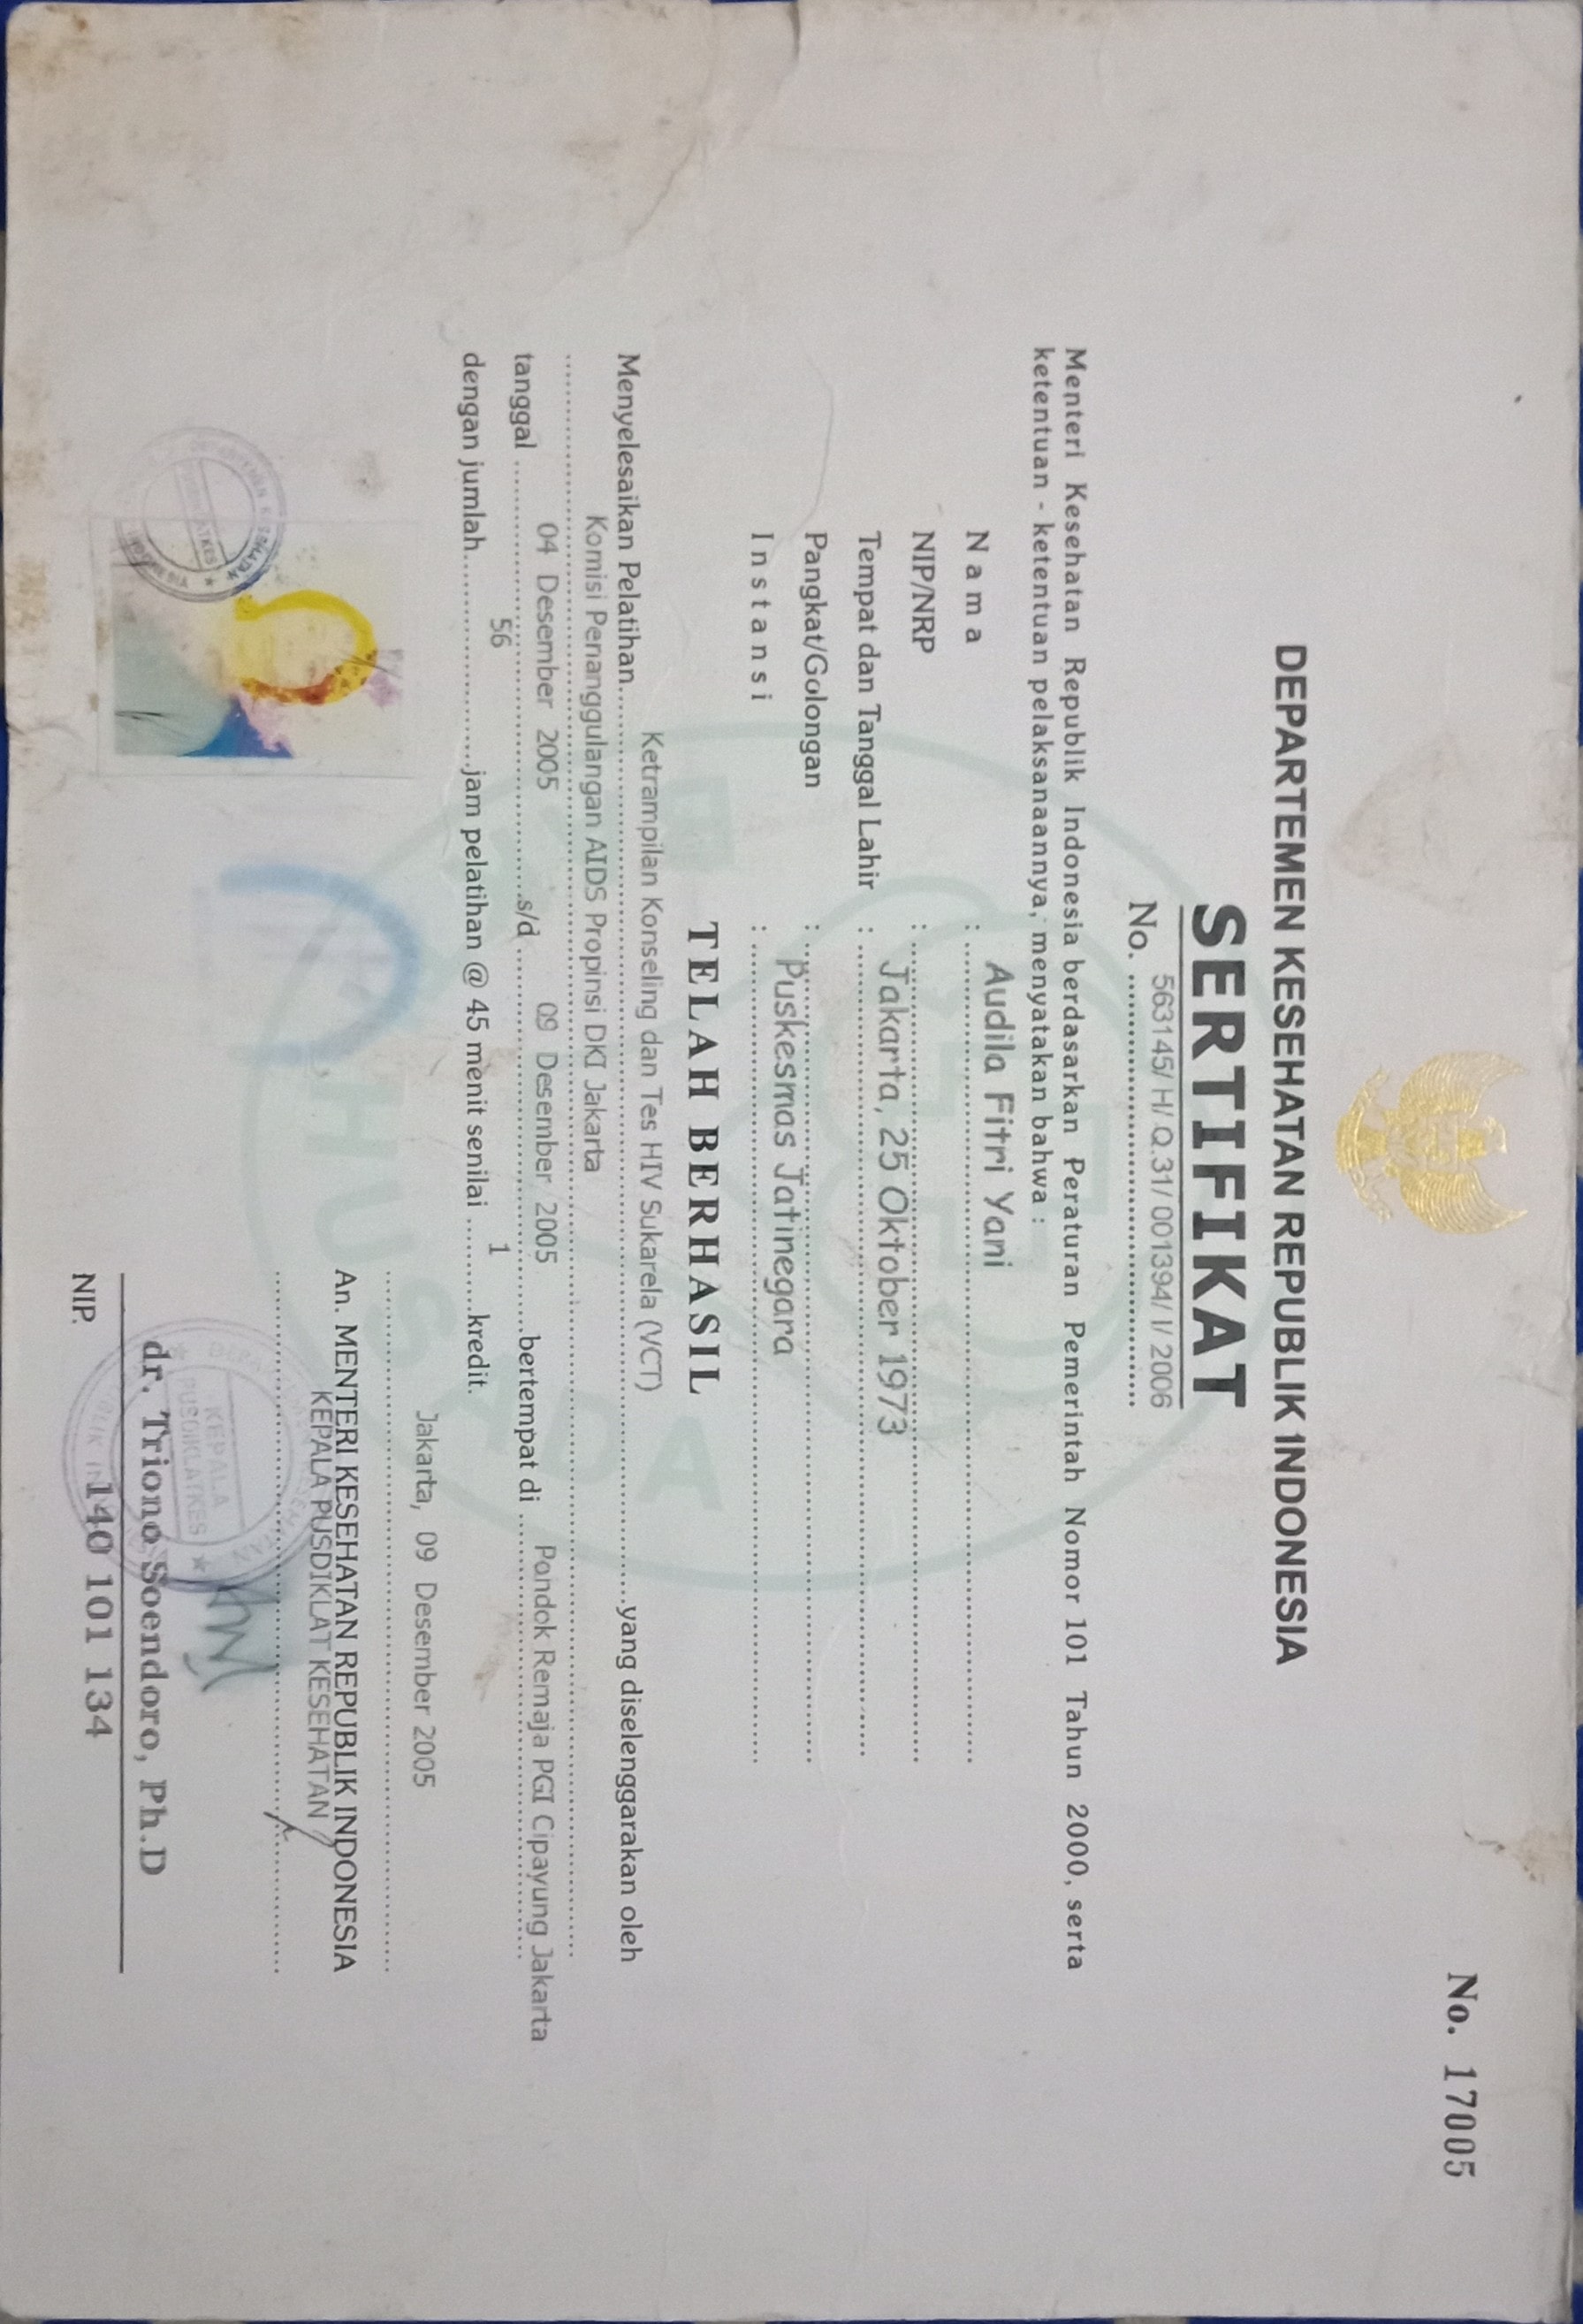 No. 17005
DEPARTEMEN KESEHATAN REPUBLIK INDONESIA
SERTIFIKAT
No. 563145/ H/ Q.31/ 001394/ I/ 2006
Menteri Kesehatan Republik Indonesia berdasarkan Peraturan Pemerintah Nomor 101 Tahun 2000, serta
ketentuan - ketentuan pelaksanaannya, menyatakan bahwa :
N a m a : Audila Fitri Yani
NIP/NRP :
Tempat dan Tanggal Lahir : Jakarta, 25 Oktober 1973
Pangkat/Golongan :
I n s t a n s i : Puskesmas Jatinegara
TELAH BERHASIL
Menyelesaikan Pelatihan Ketrampilan Konseling dan Tes HIV Sukarela (VCT) yang diselenggarakan oleh
Komisi Penanggulangan AIDS Propinsi DKI Jakarta
tanggal 04 Desember 2005 s/d 09 Desember 2005 bertempat di Pondok Remaja PGI Cipayung Jakarta
dengan jumlah 56 jam pelatihan @ 45 menit senilai 1 kredit.
Jakarta, 09 Desember 2005
An. MENTERI KESEHATAN REPUBLIK INDONESIA
KEPALA PUSDIKLAT KESEHATAN
KEPALA
PUSDIKLATKES
dr. Triono Soendoro, Ph.D
NIP. 140 101 134